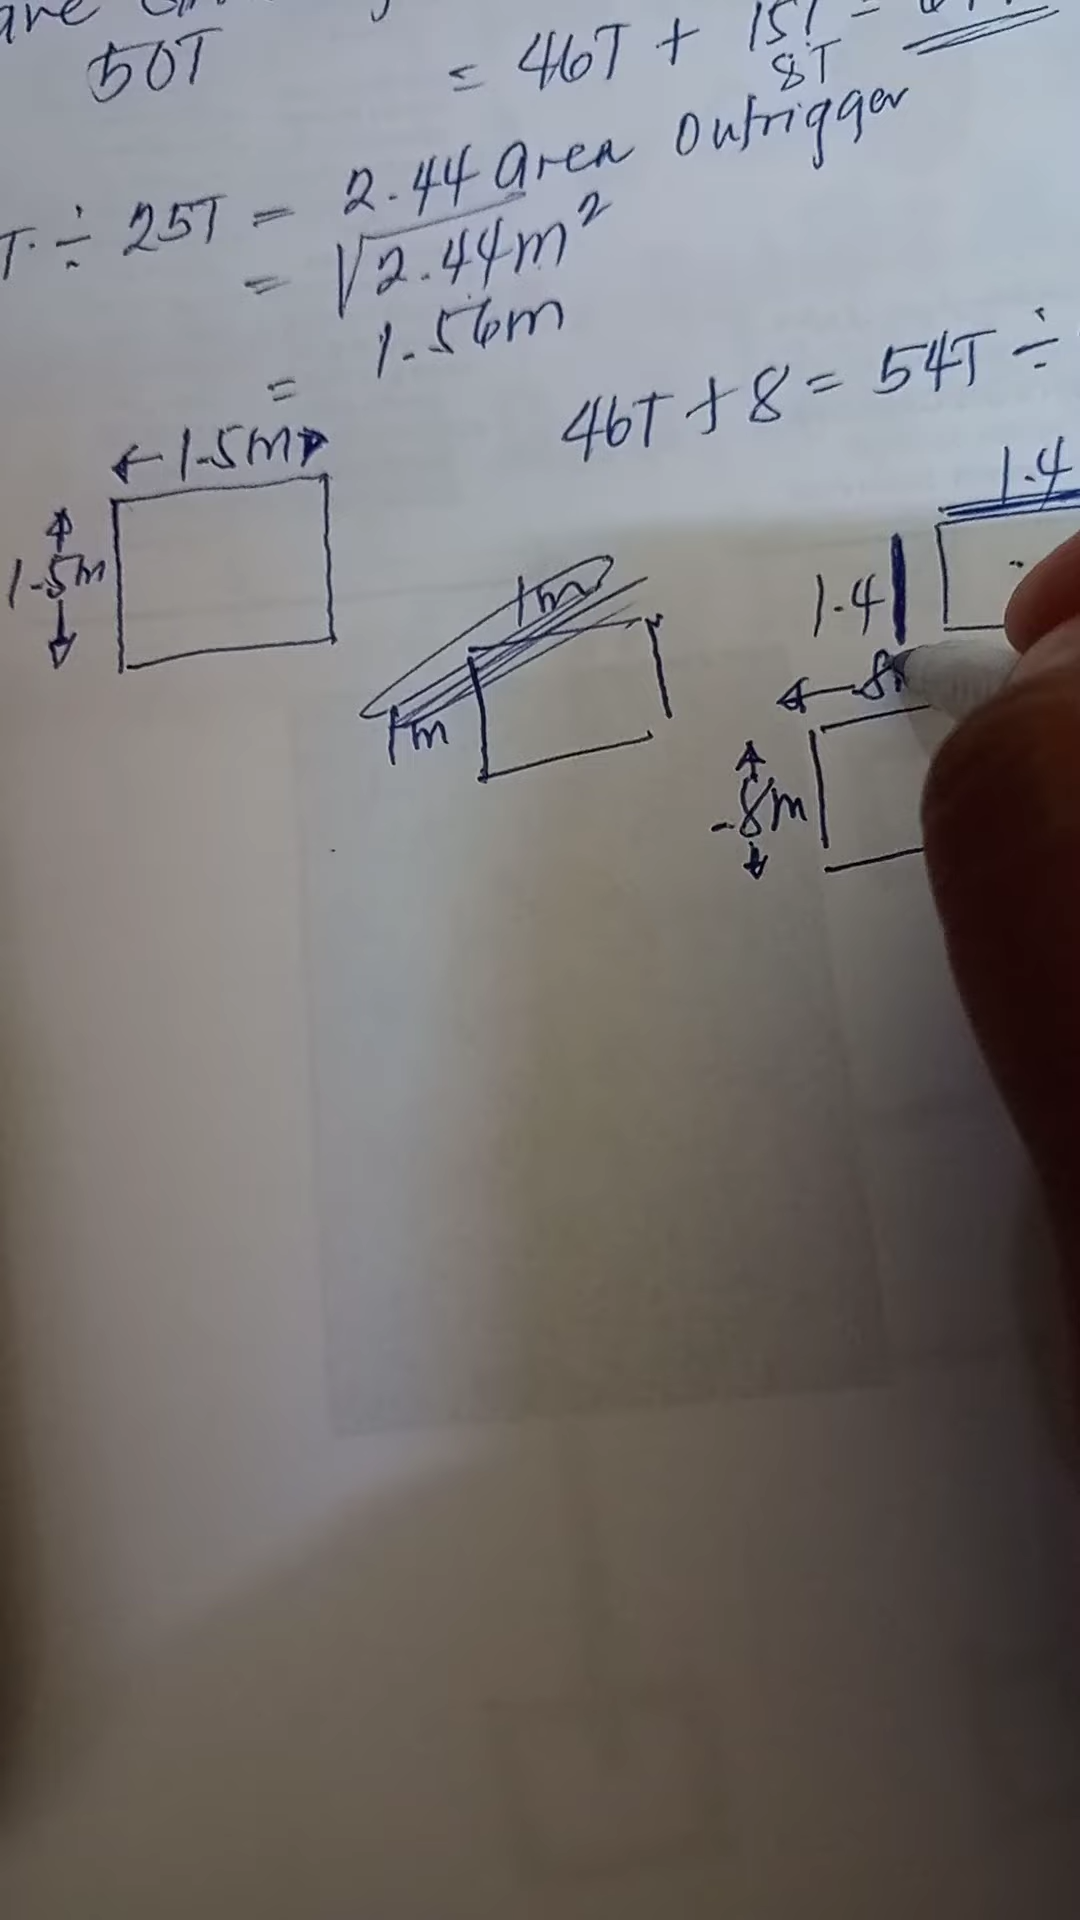 are
50T
= 46T + 15T =
8T
T. ÷ 25T = 2.44 area Outrigger
= √2.44m²
= 1.56m
46T + 8 = 54T ÷
1.5m
1.5m
1m
1m
1.4
1.4
.8m